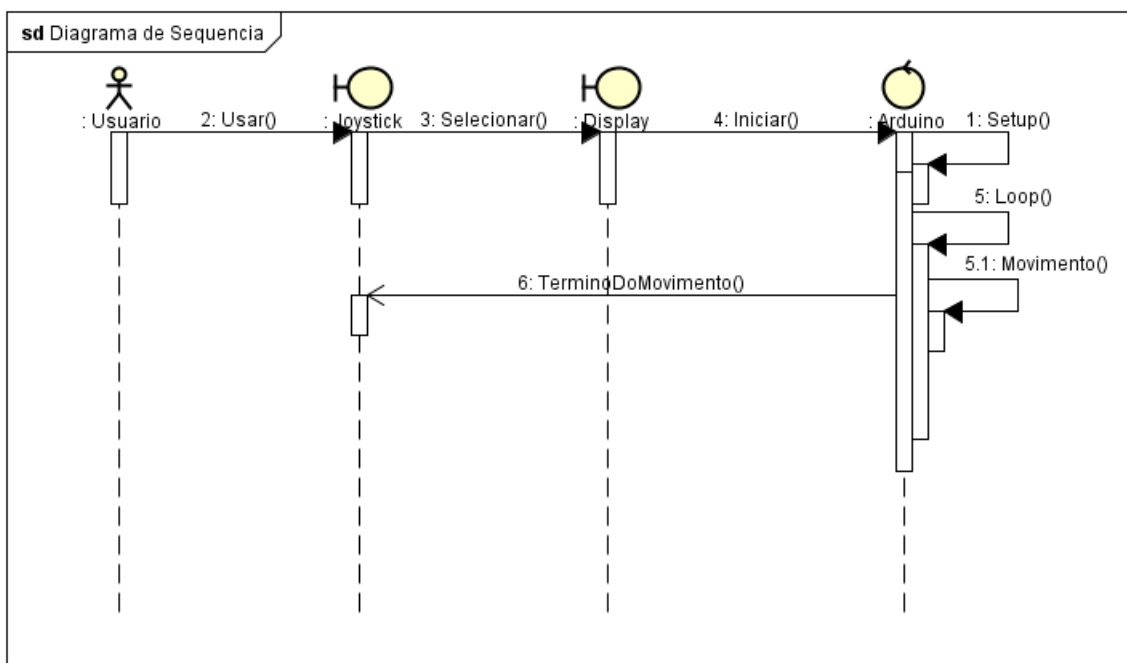 sd Diagrama de Sequencia
: Usuario
2: Usar()
: Joystick
3: Selecionar()
: Display
4: Iniciar()
: Arduino
1: Setup()
5: Loop()
5.1: Movimento()
6: TerminoDoMovimento()